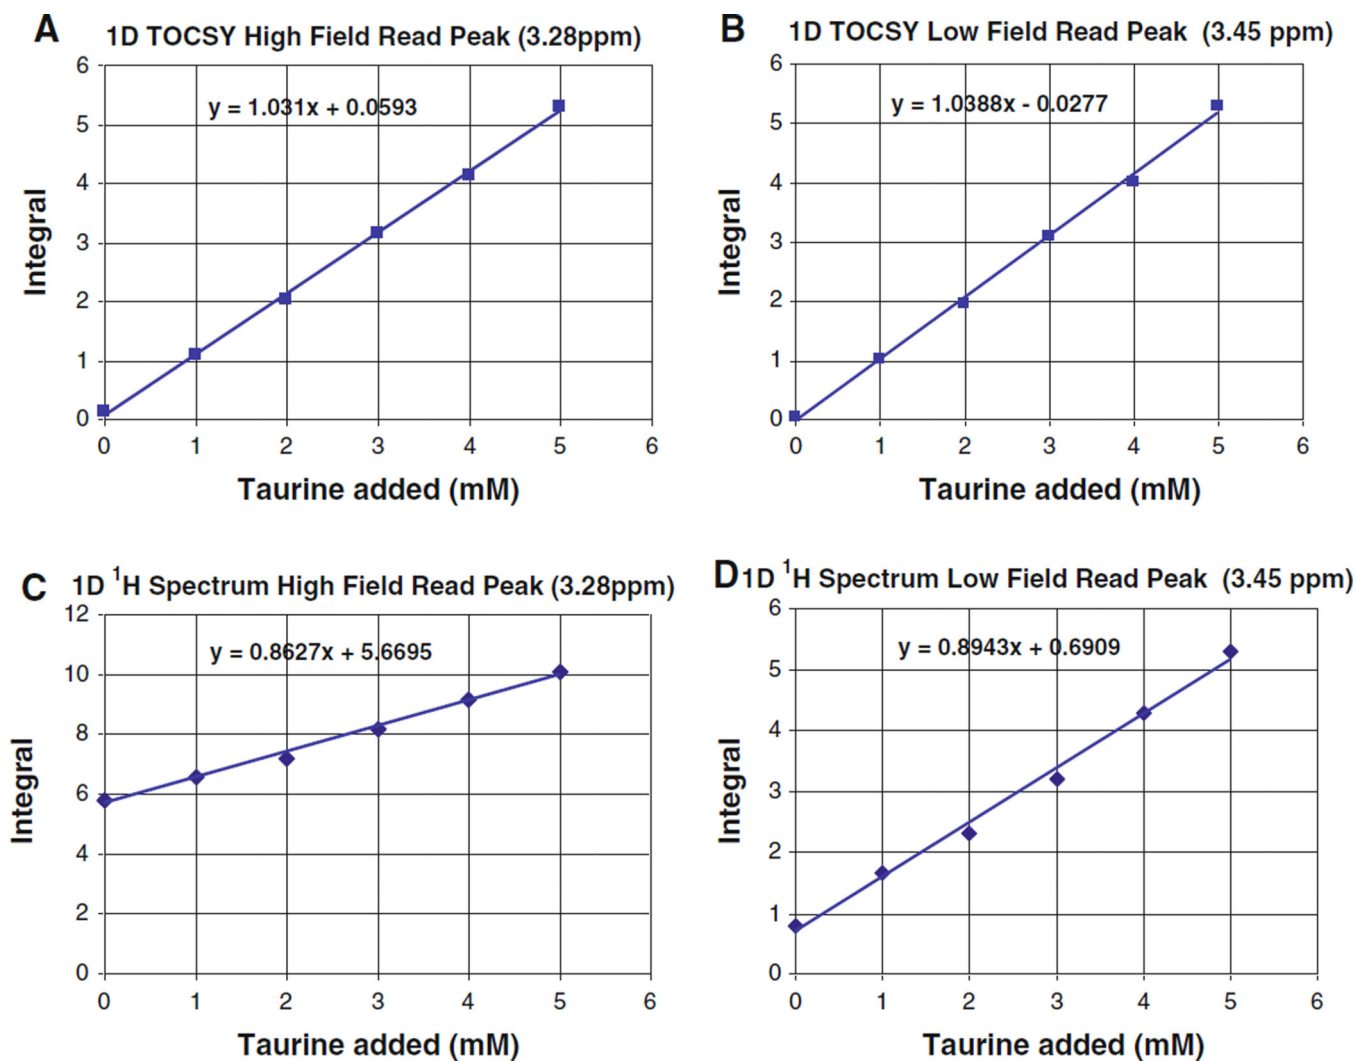 A
1D TOCSY High Field Read Peak (3.28ppm)
y = 1.031x + 0.0593
Integral
6
5
4
3
2
1
0
0 1 2 3 4 5 6
Taurine added (mM)
B
1D TOCSY Low Field Read Peak (3.45 ppm)
y = 1.0388x - 0.0277
Integral
6
5
4
3
2
1
0
0 1 2 3 4 5 6
Taurine added (mM)
C
1D ¹H Spectrum High Field Read Peak (3.28ppm)
y = 0.8627x + 5.6695
Integral
12
10
8
6
4
2
0
0 1 2 3 4 5 6
Taurine added (mM)
D
1D ¹H Spectrum Low Field Read Peak (3.45 ppm)
y = 0.8943x + 0.6909
Integral
6
5
4
3
2
1
0
0 1 2 3 4 5 6
Taurine added (mM)